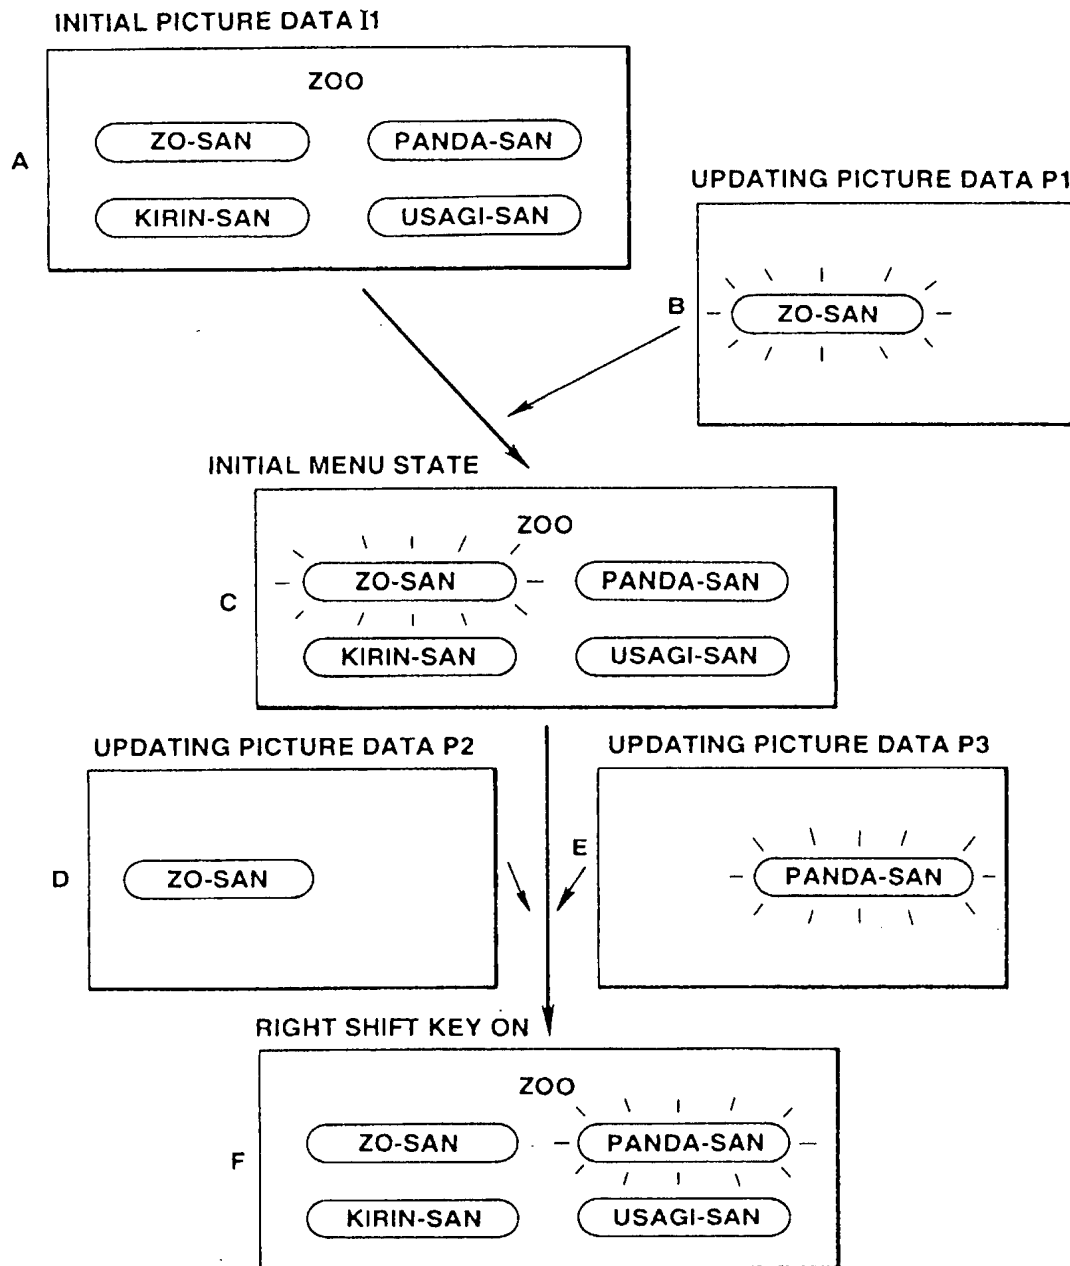 INITIAL PICTURE DATA I1
ZOO
A
ZO-SAN PANDA-SAN
KIRIN-SAN USAGI-SAN
UPDATING PICTURE DATA P1
B
ZO-SAN
INITIAL MENU STATE
ZOO
C
ZO-SAN PANDA-SAN
KIRIN-SAN USAGI-SAN
UPDATING PICTURE DATA P2
D
ZO-SAN
UPDATING PICTURE DATA P3
E
PANDA-SAN
RIGHT SHIFT KEY ON
ZOO
F
ZO-SAN PANDA-SAN
KIRIN-SAN USAGI-SAN